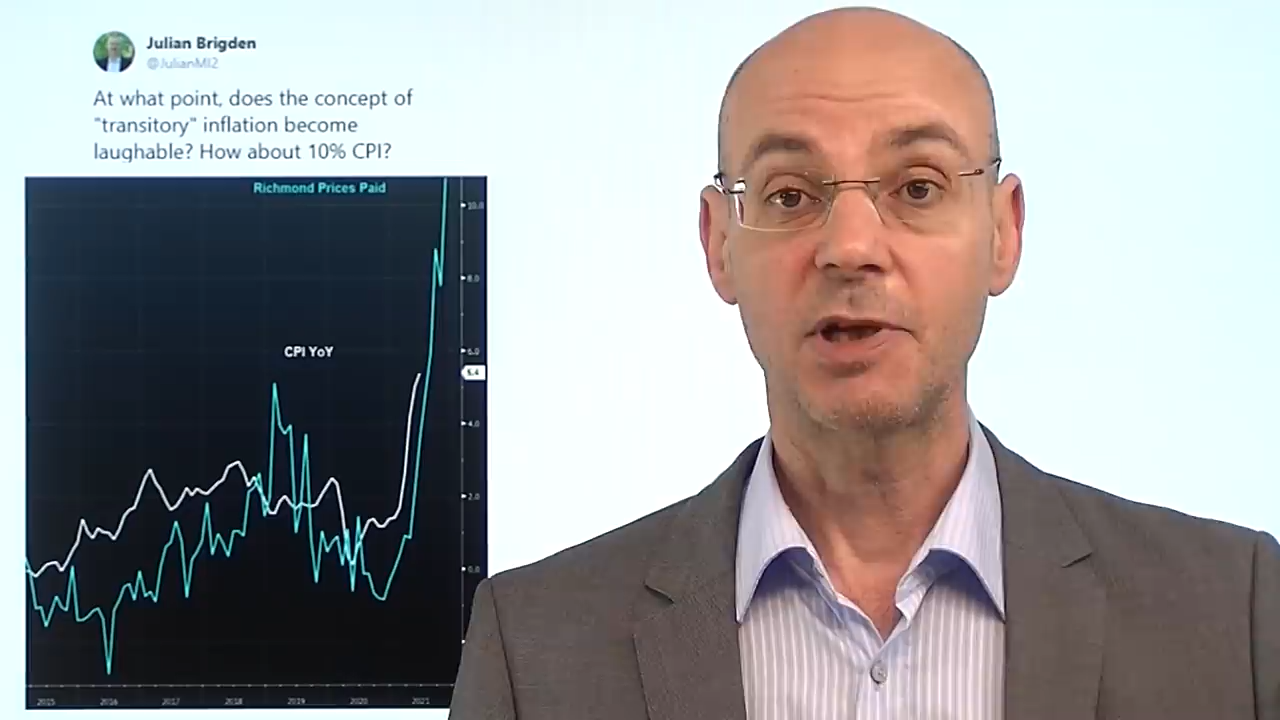 Julian Brigden
@JulianMI2
At what point, does the concept of
"transitory" inflation become
laughable? How about 10% CPI?
Richmond Prices Paid
10.0
8.0
CPI YoY
6.0
5.4
4.0
2.0
0.0
2015 2016 2017 2018 2019 2020 2021